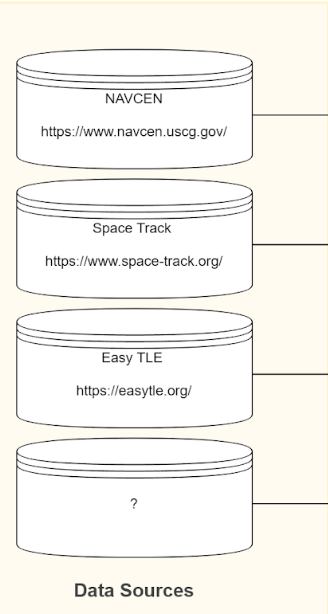 NAVCEN
https://www.navcen.uscg.gov/
Space Track
https://www.space-track.org/
Easy TLE
https://easytle.org/
?
Data Sources